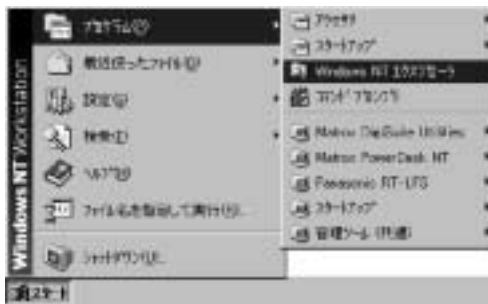 Windows NT Workstation
プログラム(P)
最近使ったファイル(D)
設定(S)
検索(F)
ヘルプ(H)
ファイル名を指定して実行(R)...
シャットダウン(U)...
スタート
アクセサリ
スタートアップ
Windows NT エクスプローラ
コマンド プロンプト
Matrox DigiSuite Utilities
Matrox PowerDesk NT
Panasonic RT-LFS
スタートアップ
管理ツール (共通)